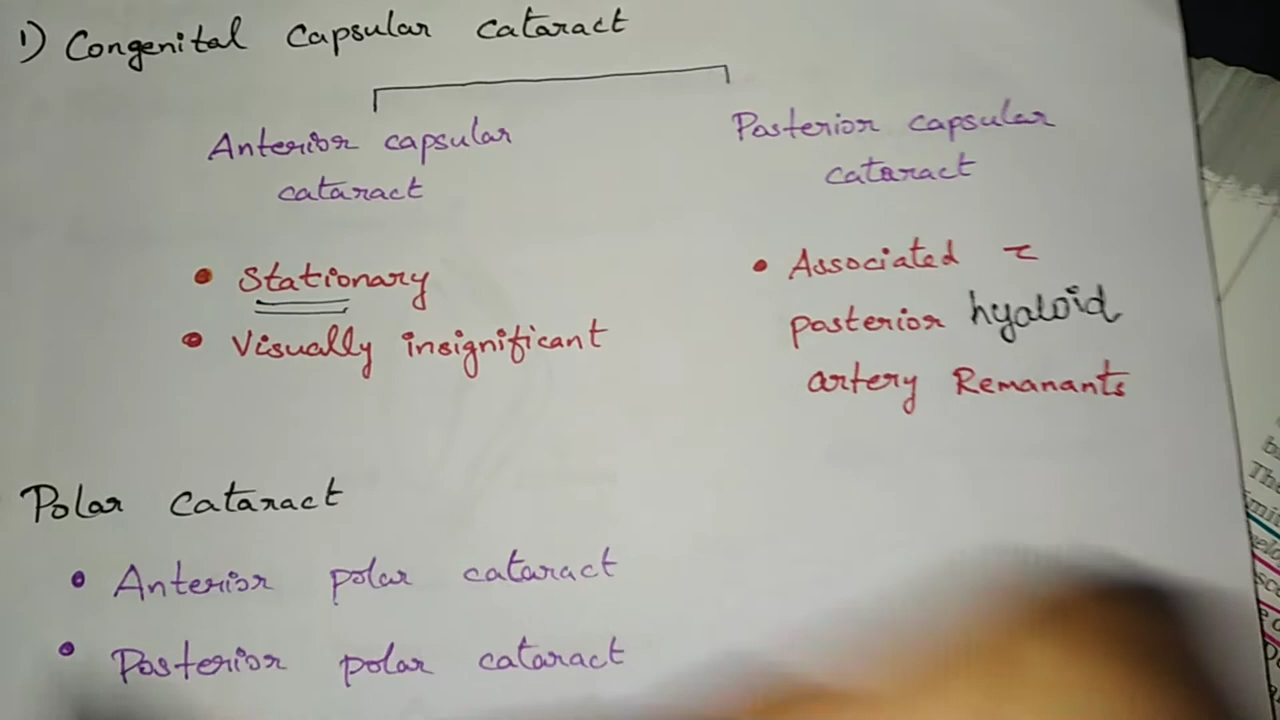 1) Congenital Capsular Cataract
Anterior capsular
cataract
• Stationary
• Visually insignificant
Posterior capsular
cataract
• Associated c̄
posterior hyaloid
artery Remanants
Polar cataract
• Anterior polar cataract
• Posterior polar cataract